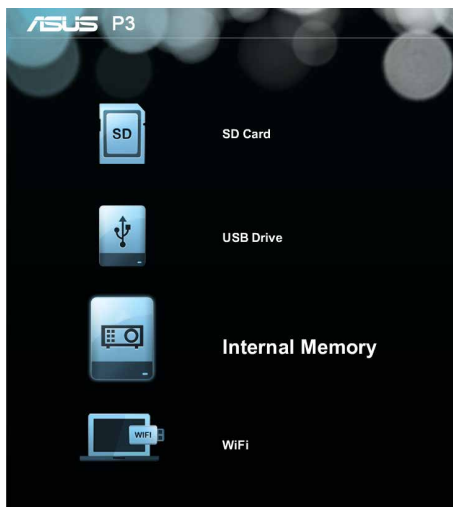 ASUS P3
SD
SD Card
USB Drive
Internal Memory
WIFI
WiFi